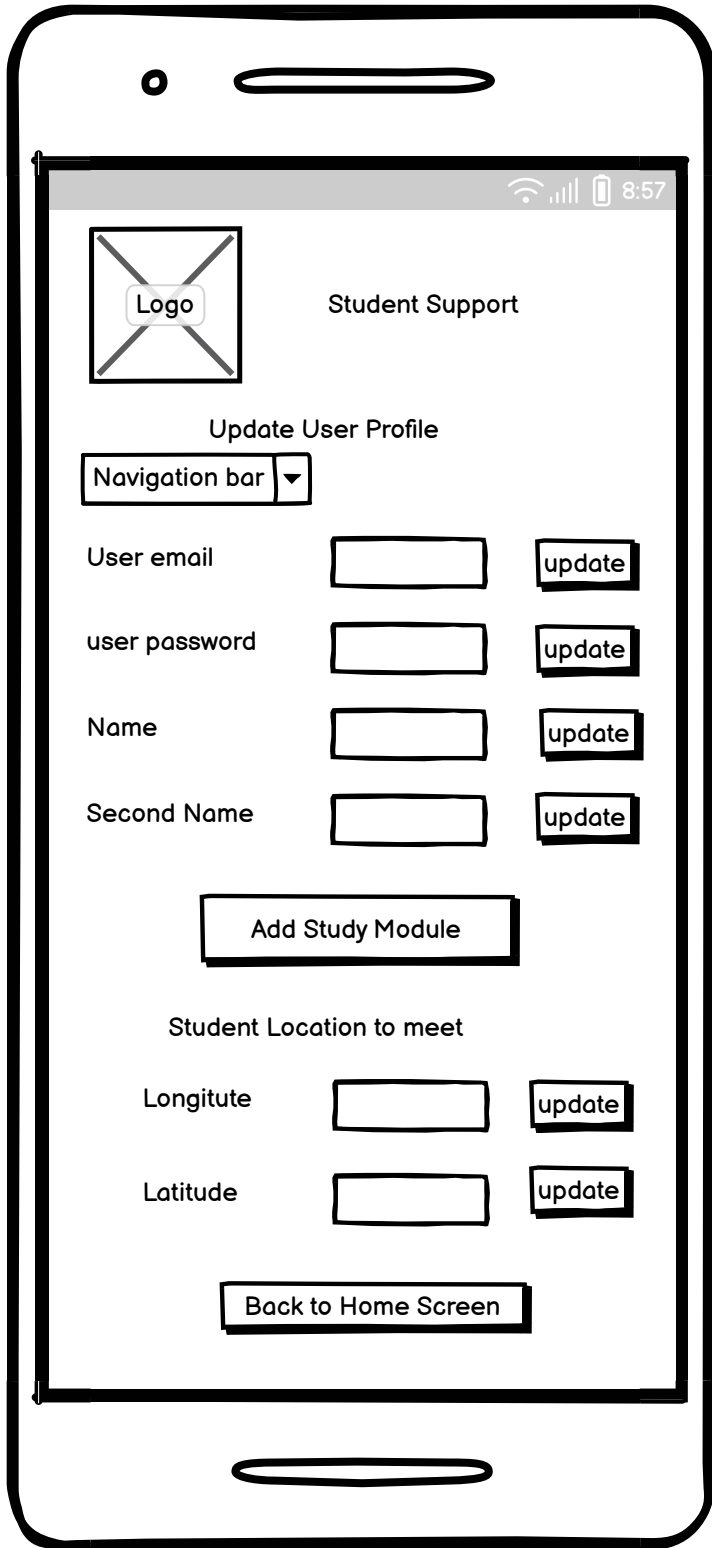 8:57
Logo
Student Support
Update User Profile
Navigation bar
User email
update
user password
update
Name
update
Second Name
update
Add Study Module
Student Location to meet
Longitute
update
Latitude
update
Back to Home Screen